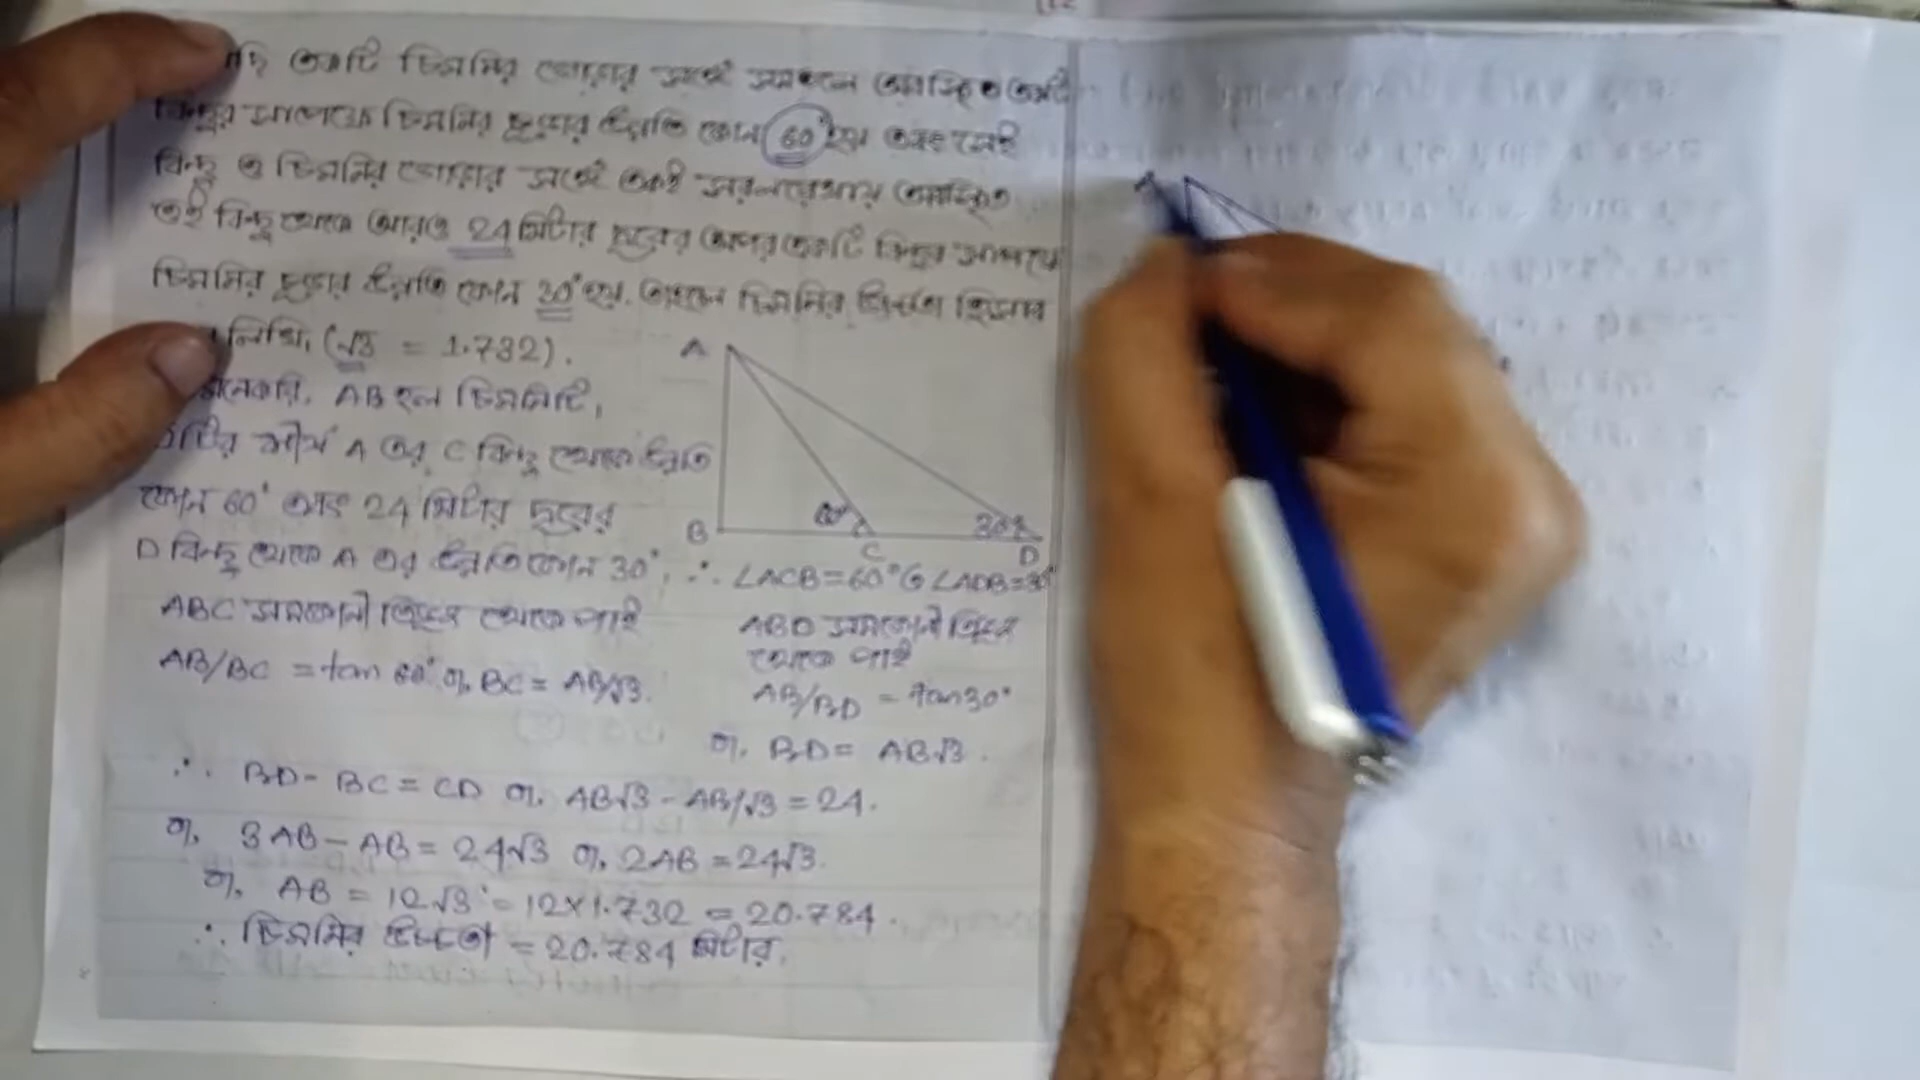 একটি চিমনির গোড়ার সঙ্গে সমতলে অবস্থিত একটি
বিন্দুর সাপেক্ষে চিমনির চূড়ার উন্নতি কোন 60° হয় এবং সেই
বিন্দু ও চিমনির গোড়ার সঙ্গে একই সরলরেখায় অবস্থিত
ওই বিন্দু থেকে আরও 24 মিটার দূরের অপর একটি বিন্দুর সাপেক্ষে
চিমনির চূড়ার উন্নতি কোন 30° হয়. তাহলে চিমনির উচ্চতা হিসাব
লিখি, (√3 = 1.732).
মনেকরি, AB হল চিমনিটি,
শীর্ষ A এর C বিন্দু থেকে উন্নতি
কোন 60° এবং 24 মিটার দূরের
D বিন্দু থেকে A এর উন্নতি কোন 30°, ∴ ∠ACB=60° ও ∠ADB=30°
A
B
60°
C
30°
D
ABC সমকোনী ত্রিভুজ থেকে পাই
AB/BC = tan 60° বা, BC = AB/√3.
ABD সমকোনী ত্রিভুজ
থেকে পাই
AB/BD = tan30°
বা, BD = AB√3.
∴ BD - BC = CD বা, AB√3 - AB/√3 = 24.
বা, 3AB - AB = 24√3 বা, 2AB = 24√3.
বা, AB = 12√3 = 12×1.732 = 20.784.
∴ চিমনির উচ্চতা = 20.784 মিটার.
A